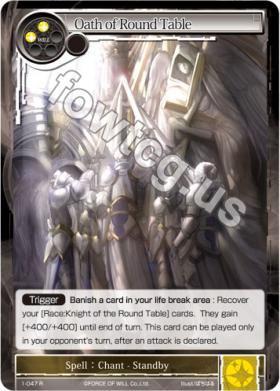 Oath of Round Table
WILL
fowtcg.us
Trigger Banish a card in your life break area : Recover
your [Race:Knight of the Round Table] cards. They gain
[+400/+400] until end of turn. This card can be played only
in your opponent's turn, after an attack is declared.
Spell : Chant - Standby
1-047 R ©FORCE OF WILL Co.,Ltd. Illust.